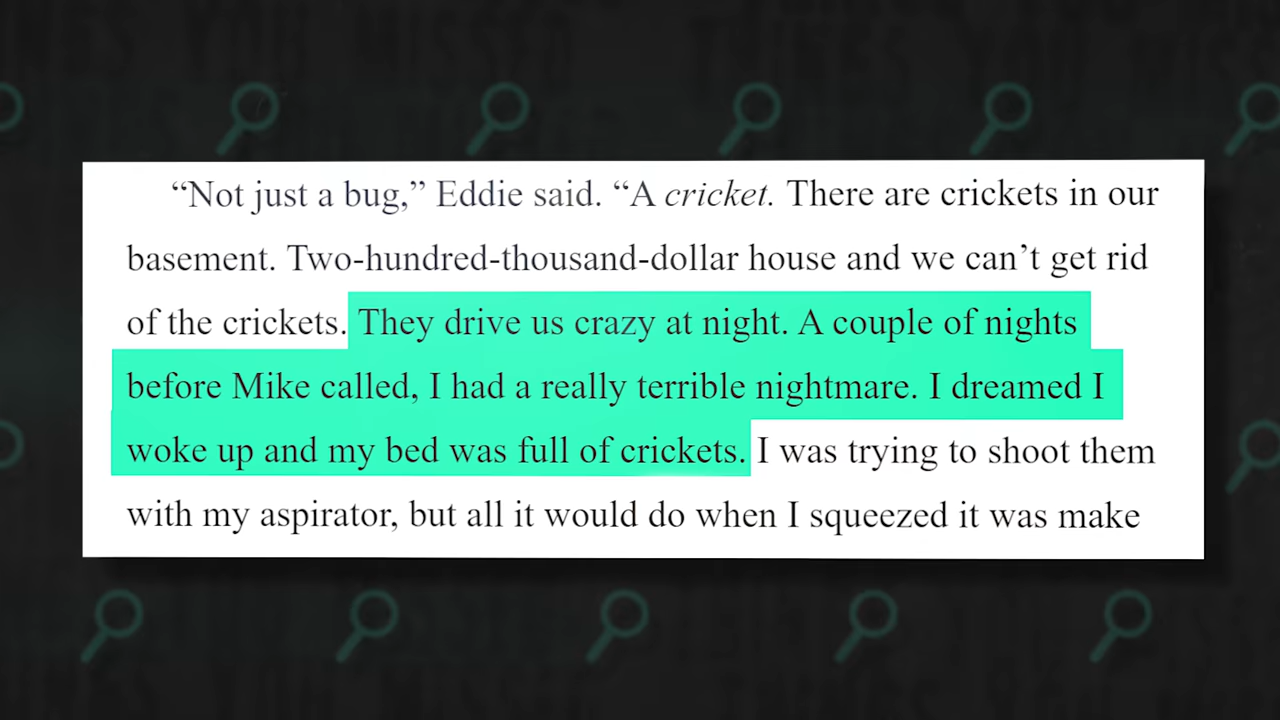 “Not just a bug,” Eddie said. “A cricket. There are crickets in our
basement. Two-hundred-thousand-dollar house and we can’t get rid
of the crickets. They drive us crazy at night. A couple of nights
before Mike called, I had a really terrible nightmare. I dreamed I
woke up and my bed was full of crickets. I was trying to shoot them
with my aspirator, but all it would do when I squeezed it was make